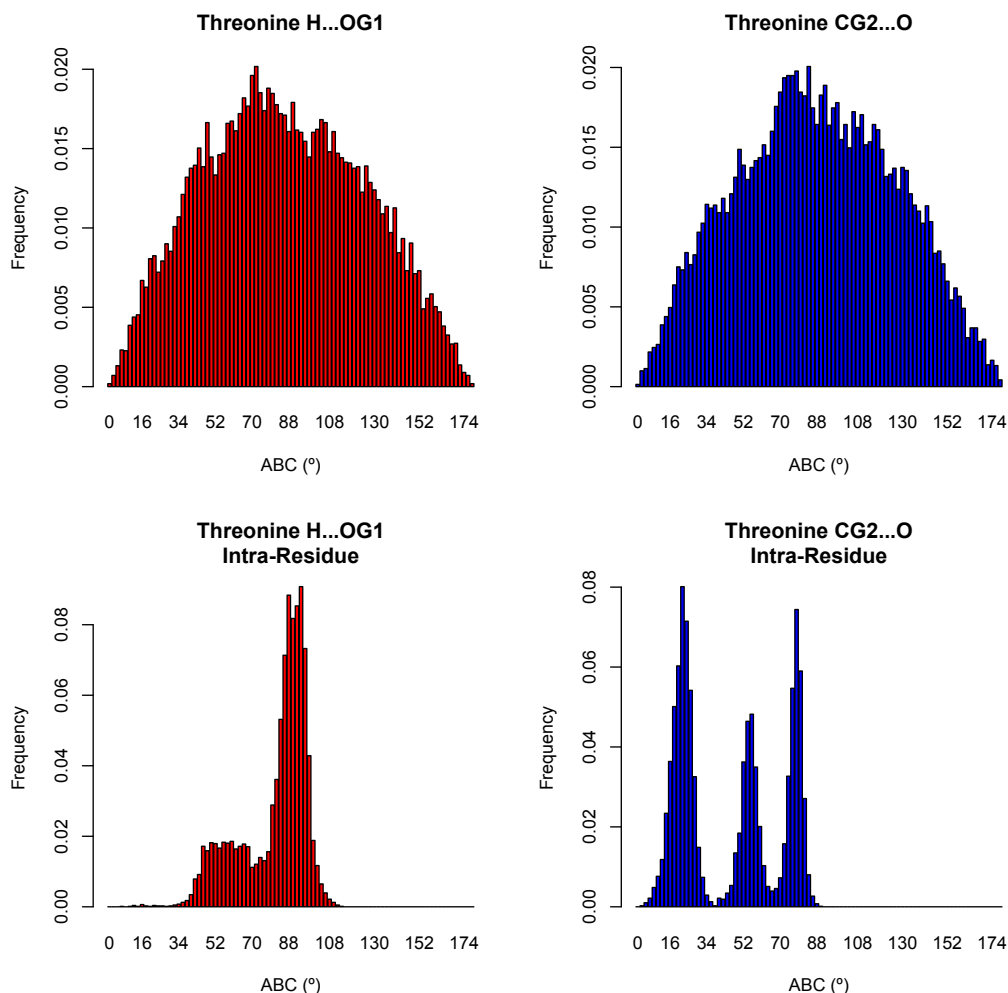 Threonine H...OG1
Frequency
0.000 0.005 0.010 0.015 0.020
0 16 34 52 70 88 108 130 152 174
ABC (º)
Threonine CG2...O
Frequency
0.000 0.005 0.010 0.015 0.020
0 16 34 52 70 88 108 130 152 174
ABC (º)
Threonine H...OG1
Intra-Residue
Frequency
0.00 0.02 0.04 0.06 0.08
0 16 34 52 70 88 108 130 152 174
ABC (º)
Threonine CG2...O
Intra-Residue
Frequency
0.00 0.02 0.04 0.06 0.08
0 16 34 52 70 88 108 130 152 174
ABC (º)